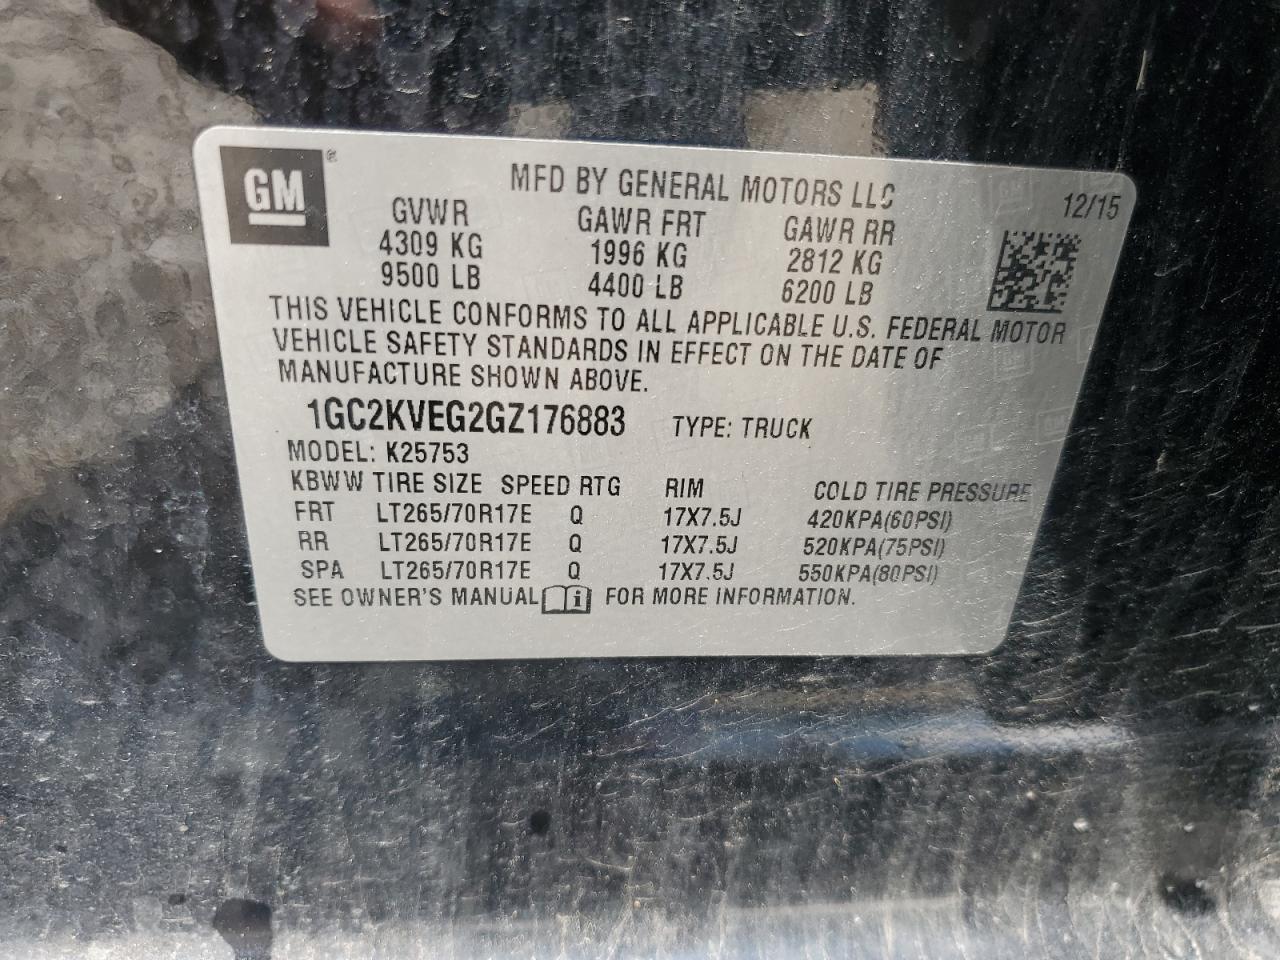 GM ®
MFD BY GENERAL MOTORS LLC
12/15
GVWR GAWR FRT GAWR RR
4309 KG 1996 KG 2812 KG
9500 LB 4400 LB 6200 LB
THIS VEHICLE CONFORMS TO ALL APPLICABLE U.S. FEDERAL MOTOR
VEHICLE SAFETY STANDARDS IN EFFECT ON THE DATE OF
MANUFACTURE SHOWN ABOVE.
1GC2KVEG2GZ176883 TYPE: TRUCK
MODEL: K25753
KBWW TIRE SIZE SPEED RTG RIM COLD TIRE PRESSURE
FRT LT265/70R17E Q 17X7.5J 420KPA(60PSI)
RR LT265/70R17E Q 17X7.5J 520KPA(75PSI)
SPA LT265/70R17E Q 17X7.5J 550KPA(80PSI)
SEE OWNER'S MANUAL i FOR MORE INFORMATION.